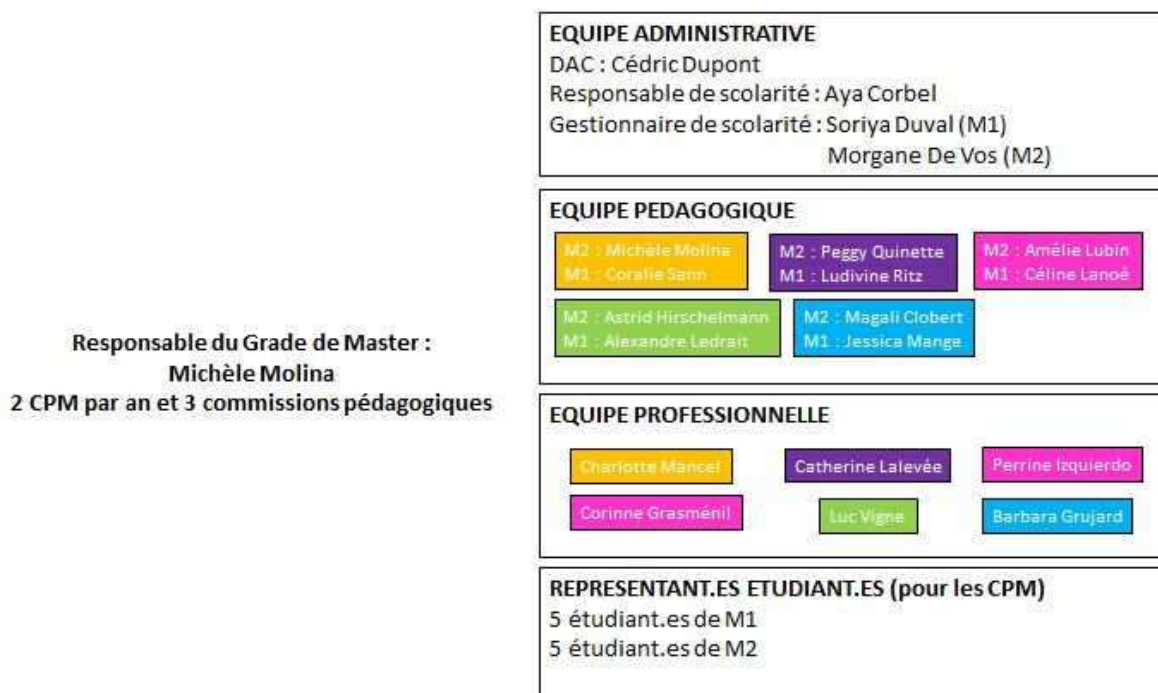 EQUIPE ADMINISTRATIVE
DAC : Cédric Dupont
Responsable de scolarité : Aya Corbel
Gestionnaire de scolarité : Soriya Duval (M1)
Morgane De Vos (M2)
EQUIPE PEDAGOGIQUE
M2 : Michèle Molina
M1 : Coralie Sann
M2 : Peggy Quinette
M1 : Ludivine Ritz
M2 : Amélie Lubin
M1 : Céline Lanoë
M2 : Astrid Hirschelmann
M1 : Alexandre Ledrait
M2 : Magali Clobert
M1 : Jessica Mange
Responsable du Grade de Master :
Michèle Molina
2 CPM par an et 3 commissions pédagogiques
EQUIPE PROFESSIONNELLE
Charlotte Mancel
Catherine Lalevée
Perrine Izquierdo
Corinne Grasménil
Luc Vigne
Barbara Grujard
REPRESENTANT.ES ETUDIANT.ES (pour les CPM)
5 étudiant.es de M1
5 étudiant.es de M2